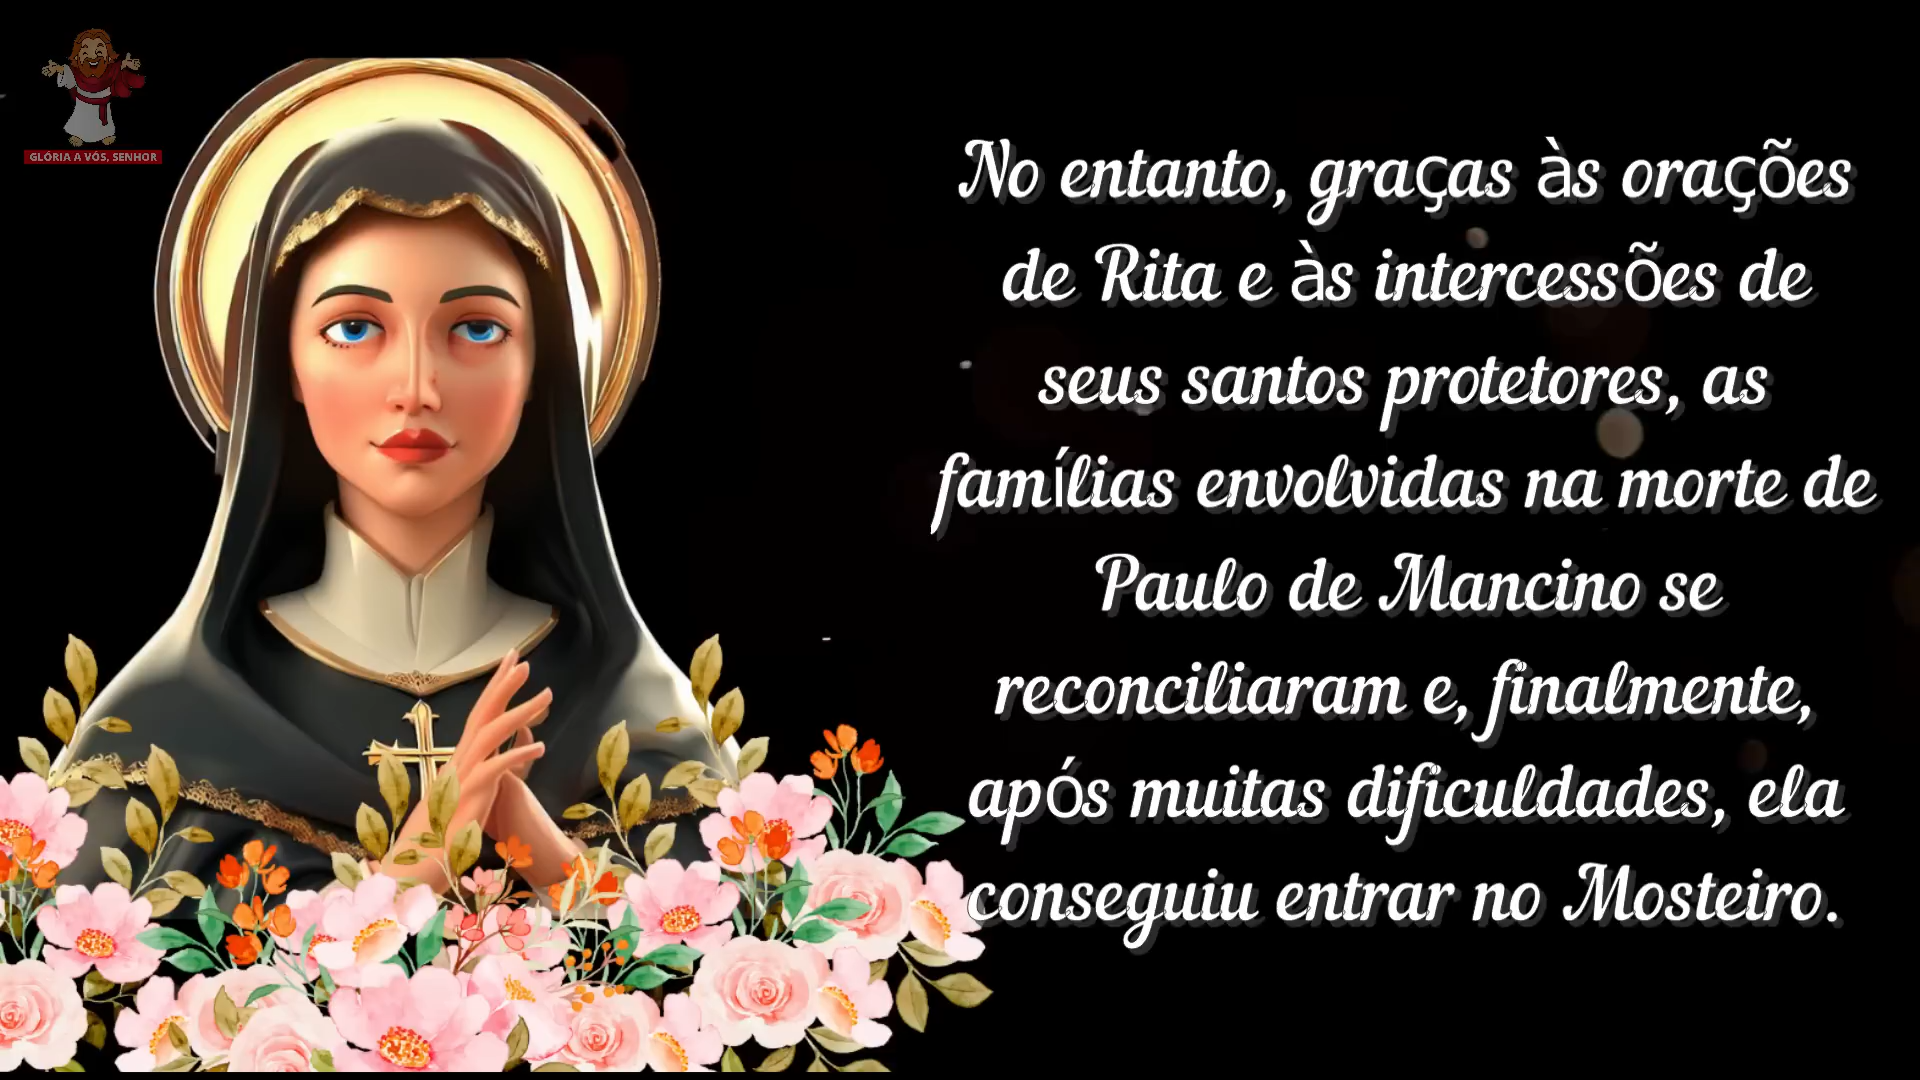 GLÓRIA A VÓS, SENHOR
No entanto, graças às orações
de Rita e às intercessões de
seus santos protetores, as
famílias envolvidas na morte de
Paulo de Mancino se
reconciliaram e, finalmente,
após muitas dificuldades, ela
conseguiu entrar no Mosteiro.